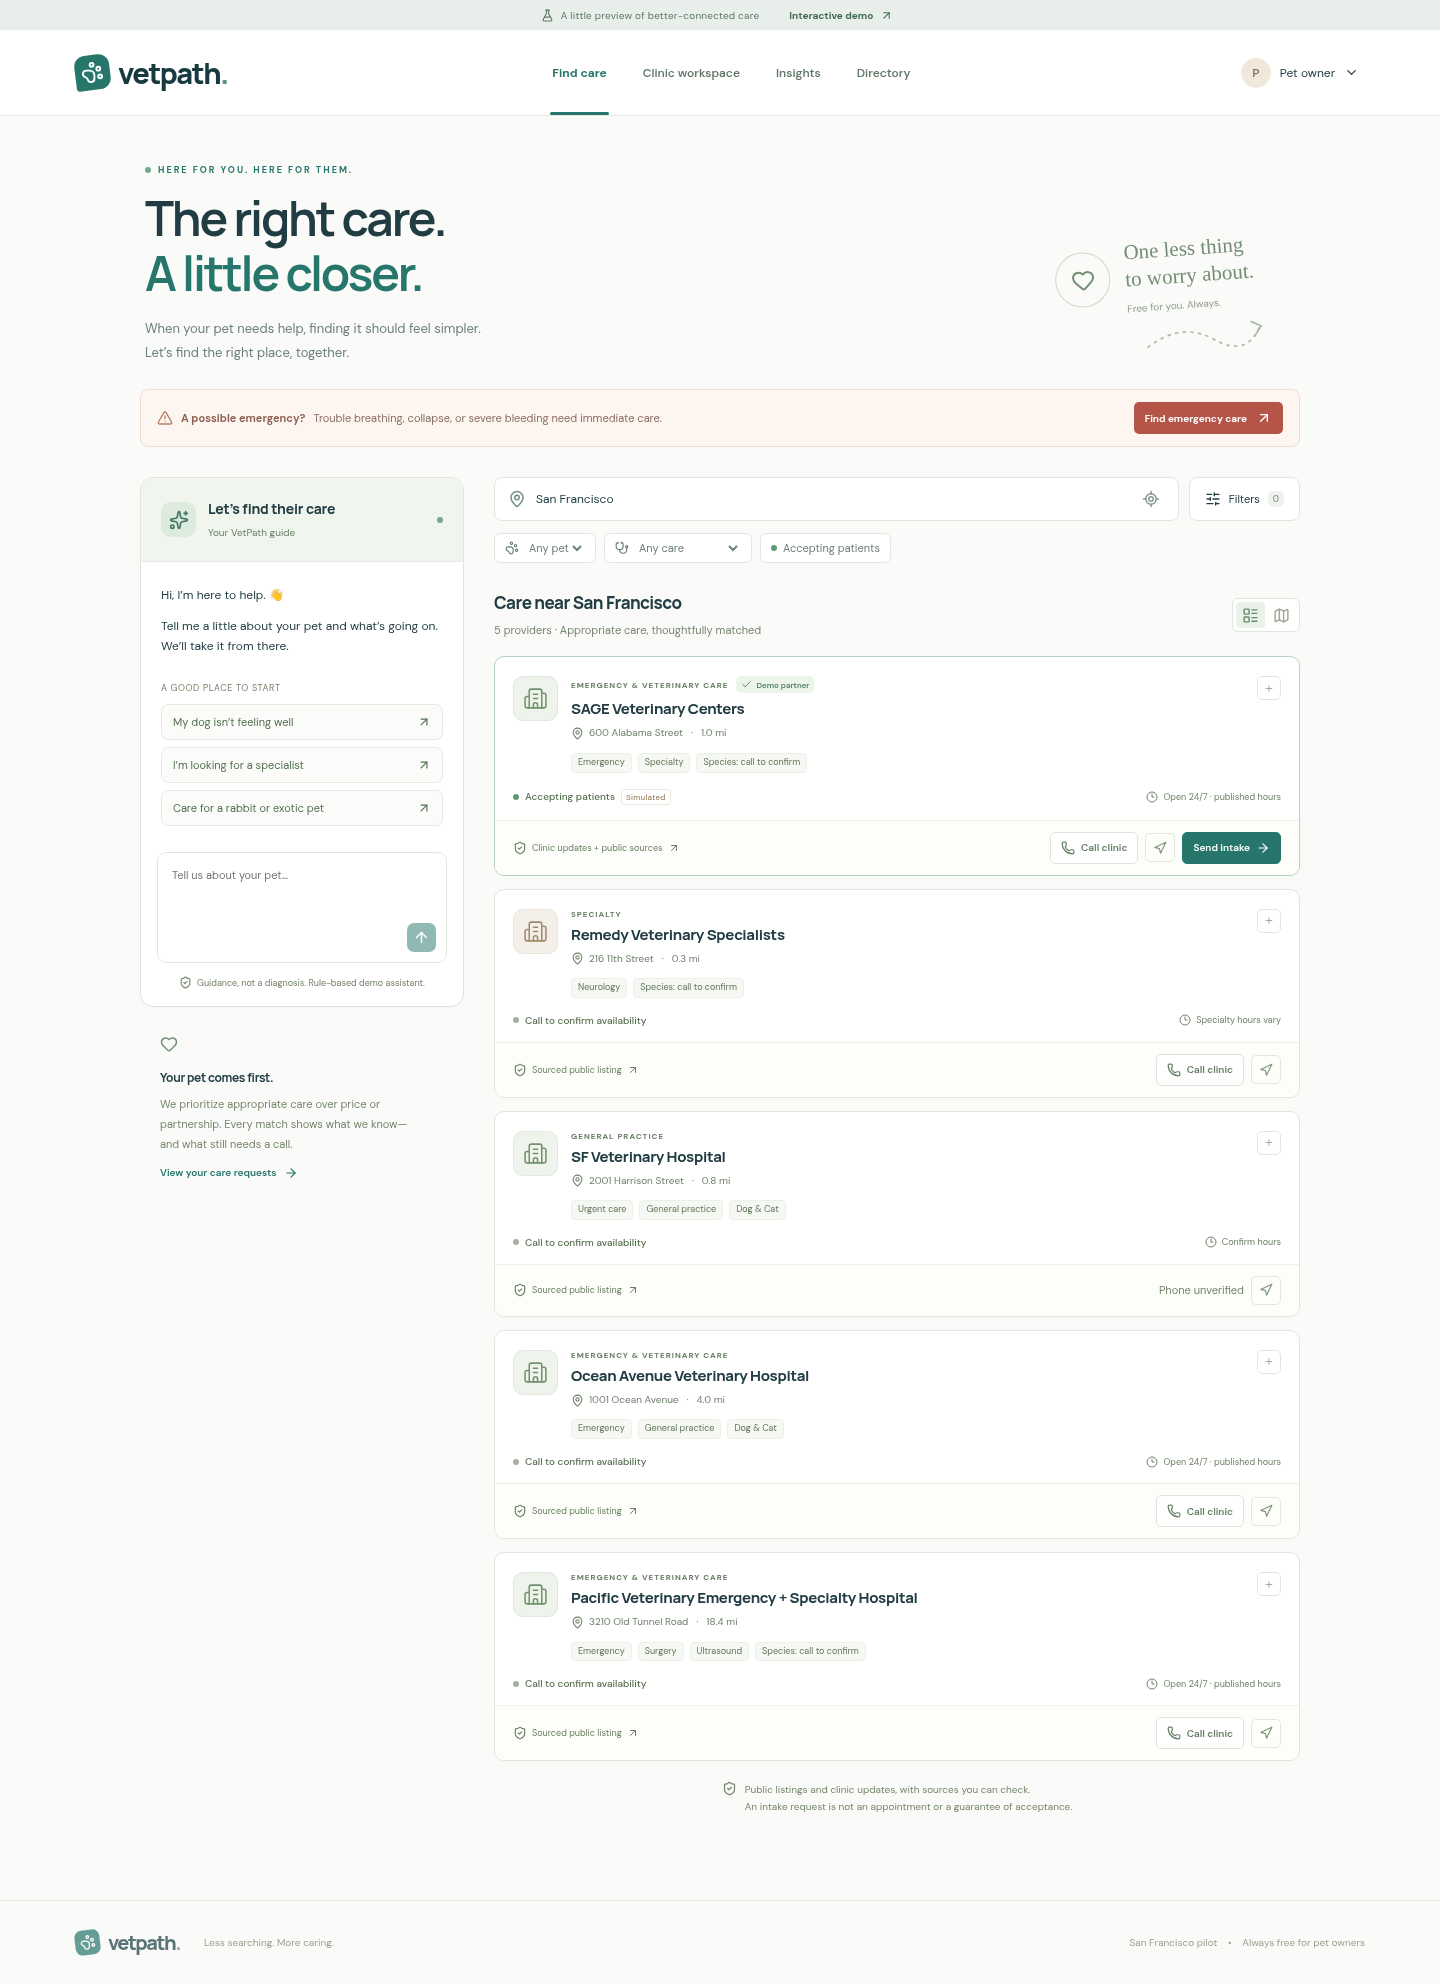 A little preview of better-connected care Interactive demo
vetpath.
Find care Clinic workspace Insights Directory
P Pet owner
HERE FOR YOU. HERE FOR THEM.
The right care.
A little closer.
When your pet needs help, finding it should feel simpler.
Let's find the right place, together.
One less thing
to worry about.
Free for you. Always.
A possible emergency? Trouble breathing, collapse, or severe bleeding need immediate care. Find emergency care
Let's find their care
Your VetPath guide
Hi, I'm here to help. 👋
Tell me a little about your pet and what's going on.
We'll take it from there.
A GOOD PLACE TO START
My dog isn't feeling well
I'm looking for a specialist
Care for a rabbit or exotic pet
Tell us about your pet…
Guidance, not a diagnosis. Rule-based demo assistant.
Your pet comes first.
We prioritize appropriate care over price or
partnership. Every match shows what we know—
and what still needs a call.
View your care requests
San Francisco
Filters 0
Any pet Any care Accepting patients
Care near San Francisco
5 providers · Appropriate care, thoughtfully matched
EMERGENCY & VETERINARY CARE Demo partner
SAGE Veterinary Centers
600 Alabama Street · 1.0 mi
Emergency Specialty Species: call to confirm
Accepting patients Simulated Open 24/7 · published hours
Clinic updates + public sources Call clinic Send intake
SPECIALTY
Remedy Veterinary Specialists
216 11th Street · 0.3 mi
Neurology Species: call to confirm
Call to confirm availability Specialty hours vary
Sourced public listing Call clinic
GENERAL PRACTICE
SF Veterinary Hospital
2001 Harrison Street · 0.8 mi
Urgent care General practice Dog & Cat
Call to confirm availability Confirm hours
Sourced public listing Phone unverified
EMERGENCY & VETERINARY CARE
Ocean Avenue Veterinary Hospital
1001 Ocean Avenue · 4.0 mi
Emergency General practice Dog & Cat
Call to confirm availability Open 24/7 · published hours
Sourced public listing Call clinic
EMERGENCY & VETERINARY CARE
Pacific Veterinary Emergency + Specialty Hospital
3210 Old Tunnel Road · 18.4 mi
Emergency Surgery Ultrasound Species: call to confirm
Call to confirm availability Open 24/7 · published hours
Sourced public listing Call clinic
Public listings and clinic updates, with sources you can check.
An intake request is not an appointment or a guarantee of acceptance.
vetpath. Less searching. More caring. San Francisco pilot • Always free for pet owners